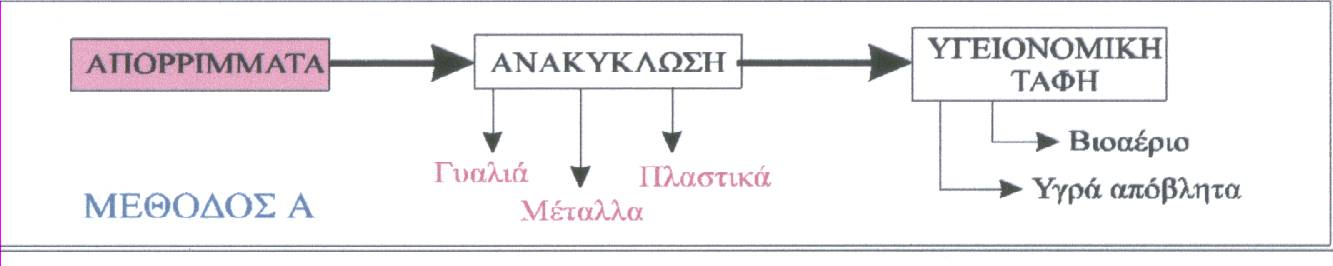 ΑΠΟΡΡΙΜΜΑΤΑ
ΑΝΑΚΥΚΛΩΣΗ
ΥΓΕΙΟΝΟΜΙΚΗ
ΤΑΦΗ
Γυαλιά
Μέταλλα
Πλαστικά
Βιοαέριο
Υγρά απόβλητα
ΜΕΘΟΔΟΣ Α